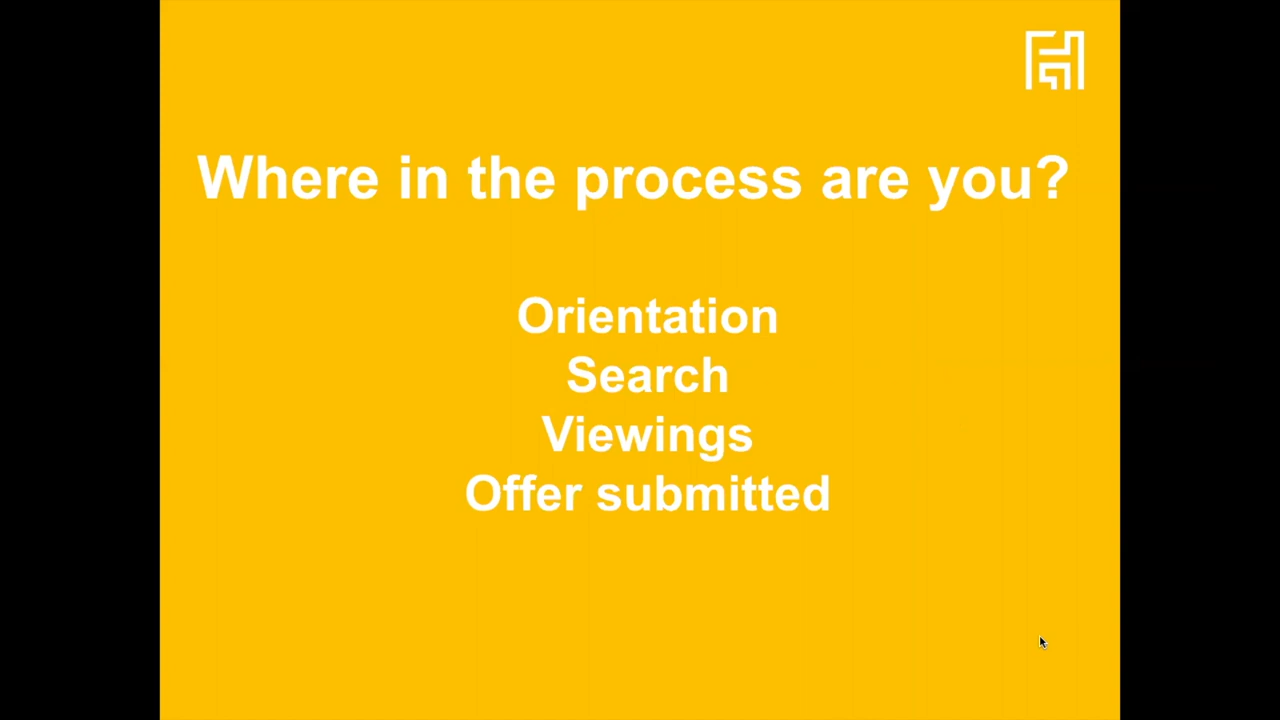 Where in the process are you?
Orientation
Search
Viewings
Offer submitted